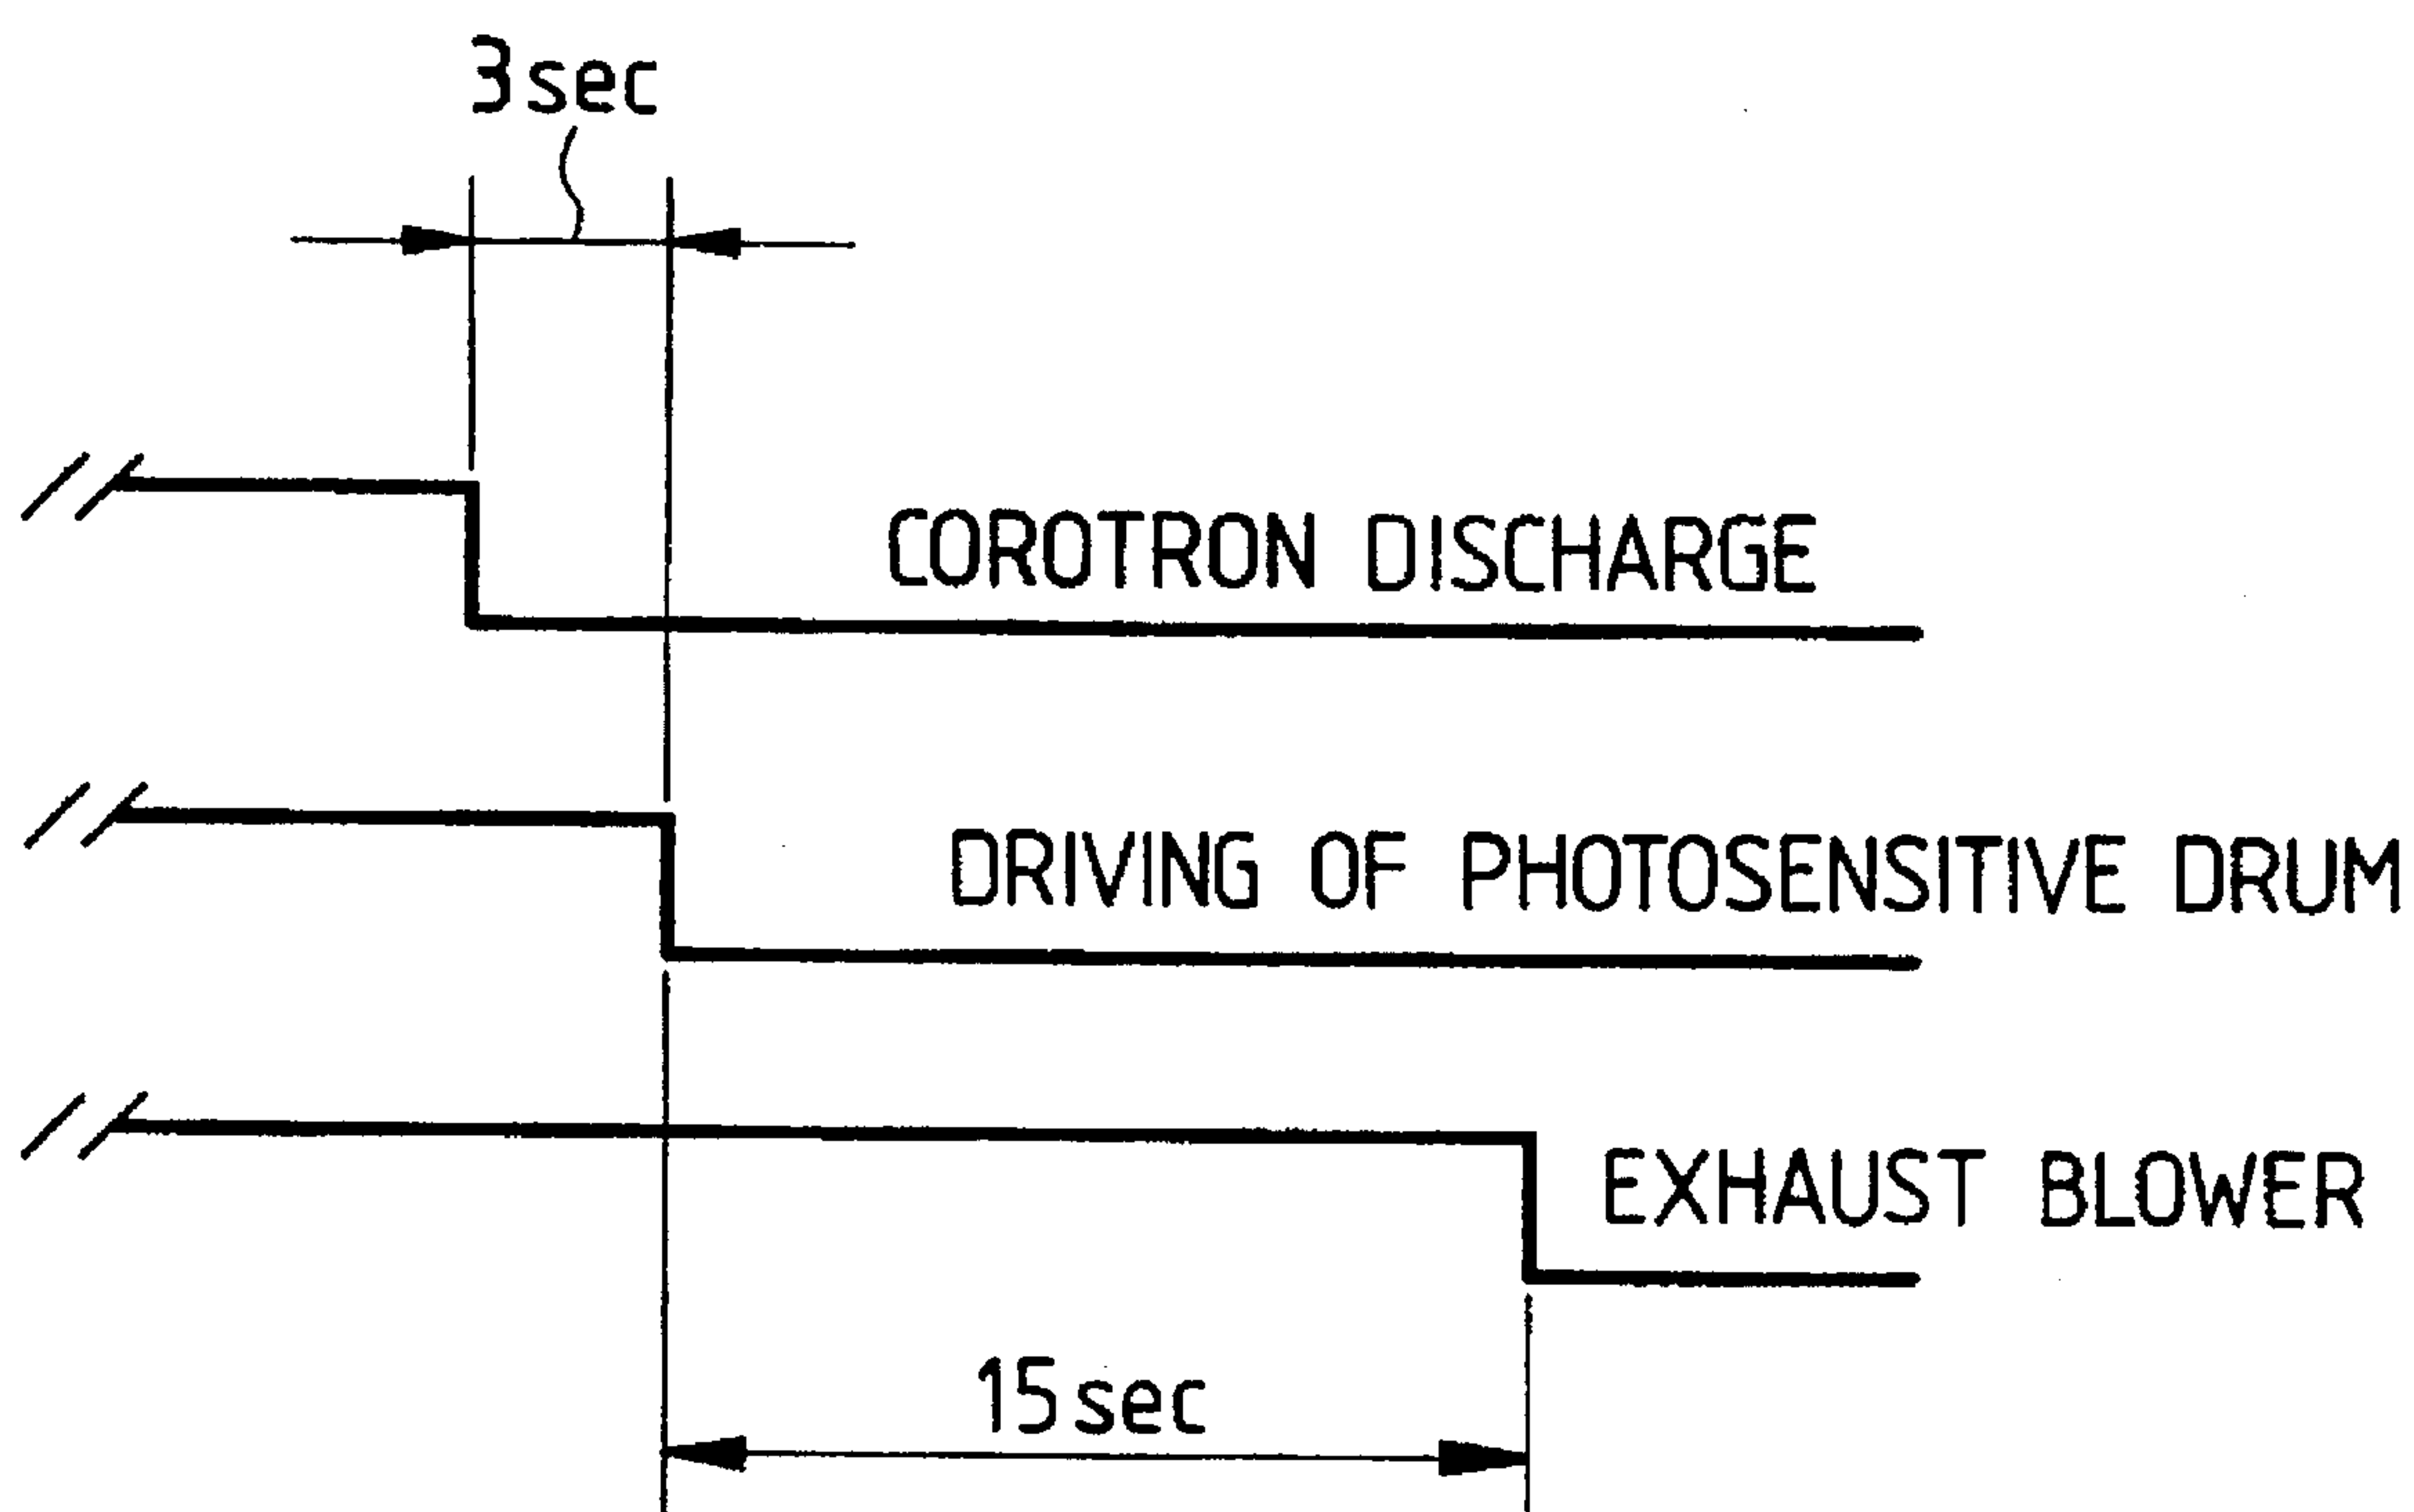 3sec
COROTRON DISCHARGE
DRIVING OF PHOTOSENSITIVE DRUM
EXHAUST BLOWER
15sec